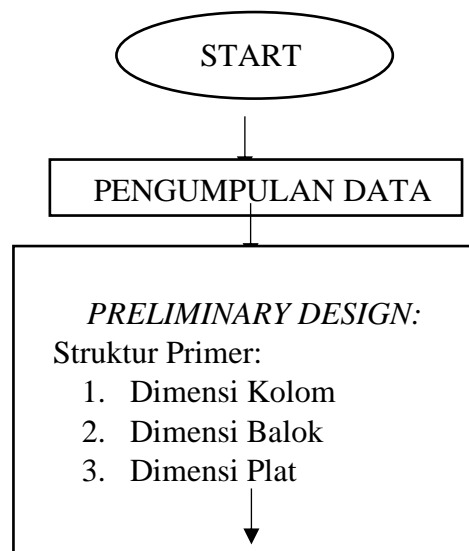 START
PENGUMPULAN DATA
PRELIMINARY DESIGN:
Struktur Primer:
1. Dimensi Kolom
2. Dimensi Balok
3. Dimensi Plat